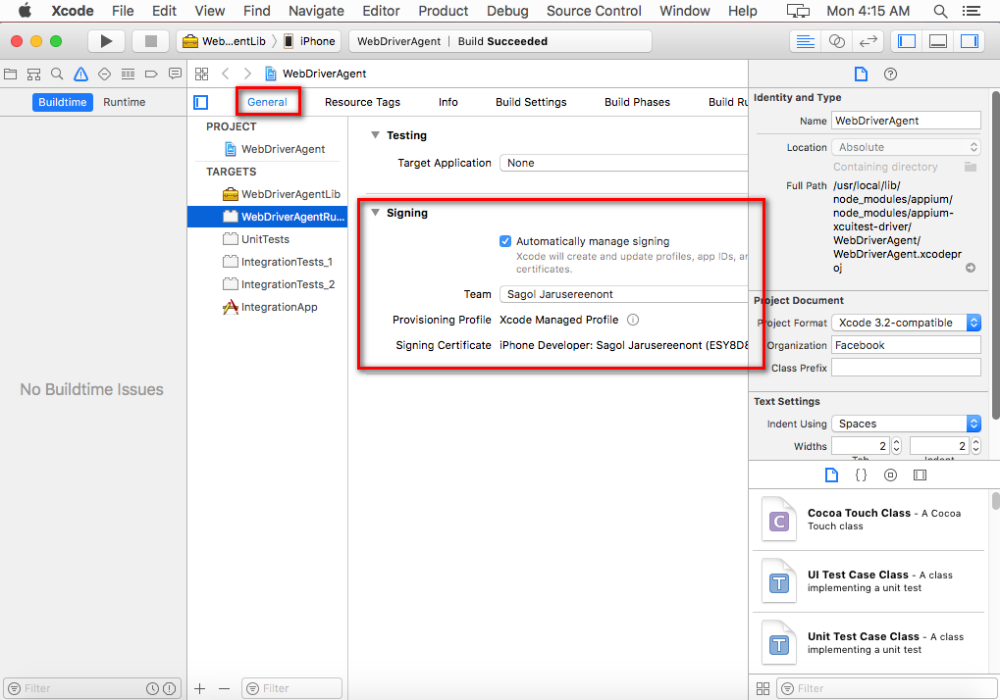 Xcode File Edit View Find Navigate Editor Product Debug Source Control Window Help Mon 4:15 AM
Web...entLib iPhone WebDriverAgent | Build Succeeded
WebDriverAgent
Buildtime Runtime
No Buildtime Issues
Filter
General Resource Tags Info Build Settings Build Phases Build Ru
PROJECT
WebDriverAgent
TARGETS
WebDriverAgentLib
WebDriverAgentRu...
UnitTests
IntegrationTests_1
IntegrationTests_2
IntegrationApp
Filter
Testing
Target Application None
Signing
Automatically manage signing
Xcode will create and update profiles, app IDs, an
certificates.
Team Sagol Jarusereenont
Provisioning Profile Xcode Managed Profile
Signing Certificate iPhone Developer: Sagol Jarusereenont (ESY8D8
Identity and Type
Name WebDriverAgent
Location Absolute
Containing directory
Full Path /usr/local/lib/
node_modules/appium/
node_modules/appium-
xcuitest-driver/
WebDriverAgent/
WebDriverAgent.xcodepr
oj
Project Document
Project Format Xcode 3.2-compatible
Organization Facebook
Class Prefix
Text Settings
Indent Using Spaces
Widths 2 2
Tab Indent
Cocoa Touch Class - A Cocoa
Touch class
UI Test Case Class - A class
implementing a unit test
Unit Test Case Class - A class
implementing a unit test
Filter